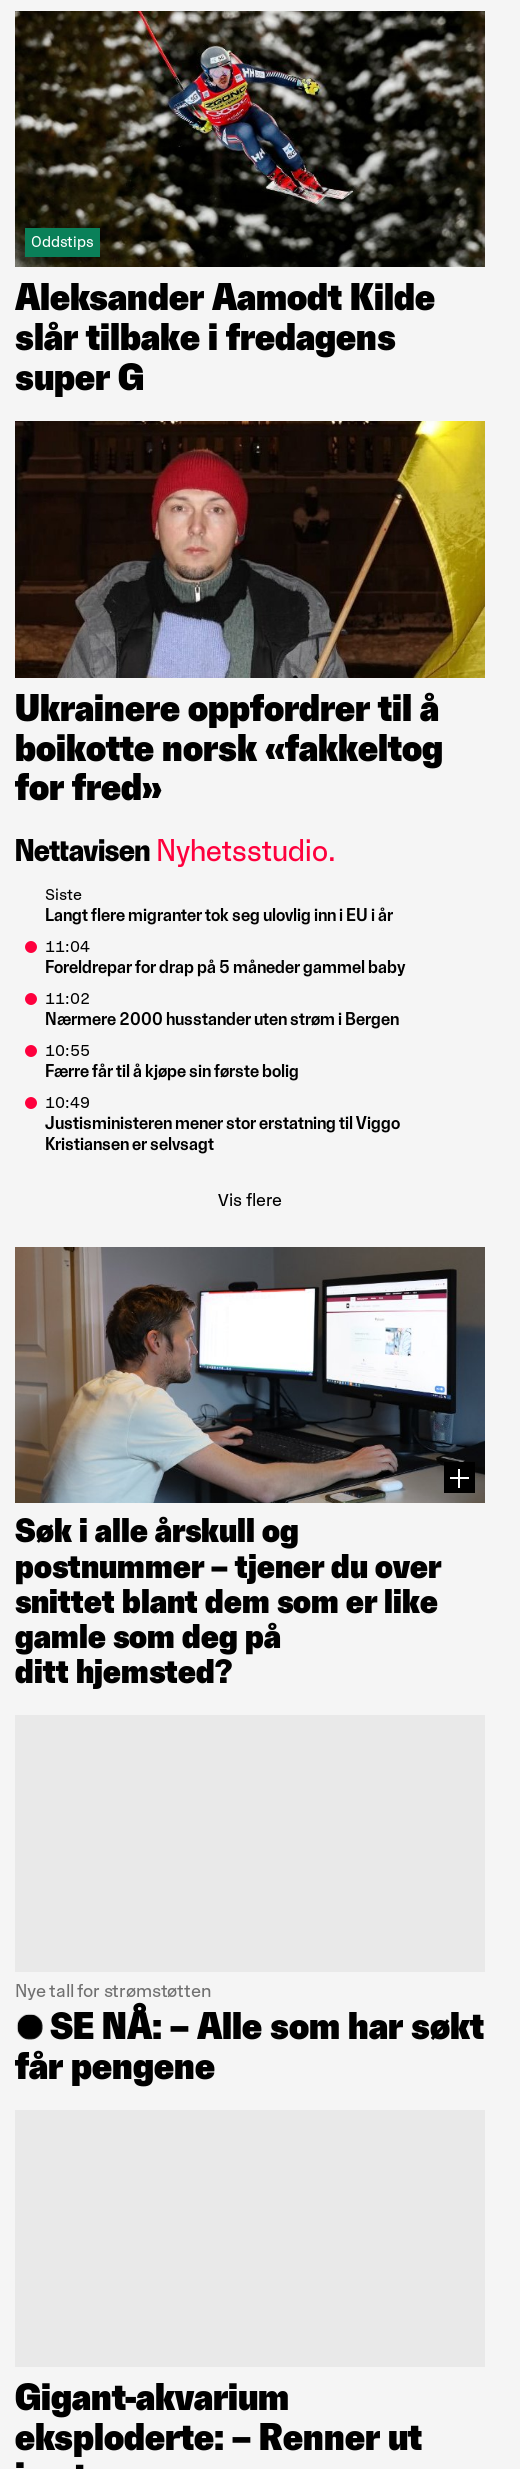 Oddstips
Aleksander Aamodt Kilde
slår tilbake i fredagens
super G
Ukrainere oppfordrer til å
boikotte norsk «fakkeltog
for fred»
Nettavisen Nyhetsstudio.
Siste
Langt flere migranter tok seg ulovlig inn i EU i år
11:04
Foreldrepar for drap på 5 måneder gammel baby
11:02
Nærmere 2000 husstander uten strøm i Bergen
10:55
Færre får til å kjøpe sin første bolig
10:49
Justisministeren mener stor erstatning til Viggo
Kristiansen er selvsagt
Vis flere
Søk i alle årskull og
postnummer – tjener du over
snittet blant dem som er like
gamle som deg på
ditt hjemsted?
Nye tall for strømstøtten
● SE NÅ: – Alle som har søkt
får pengene
Gigant-akvarium
eksploderte: – Renner ut